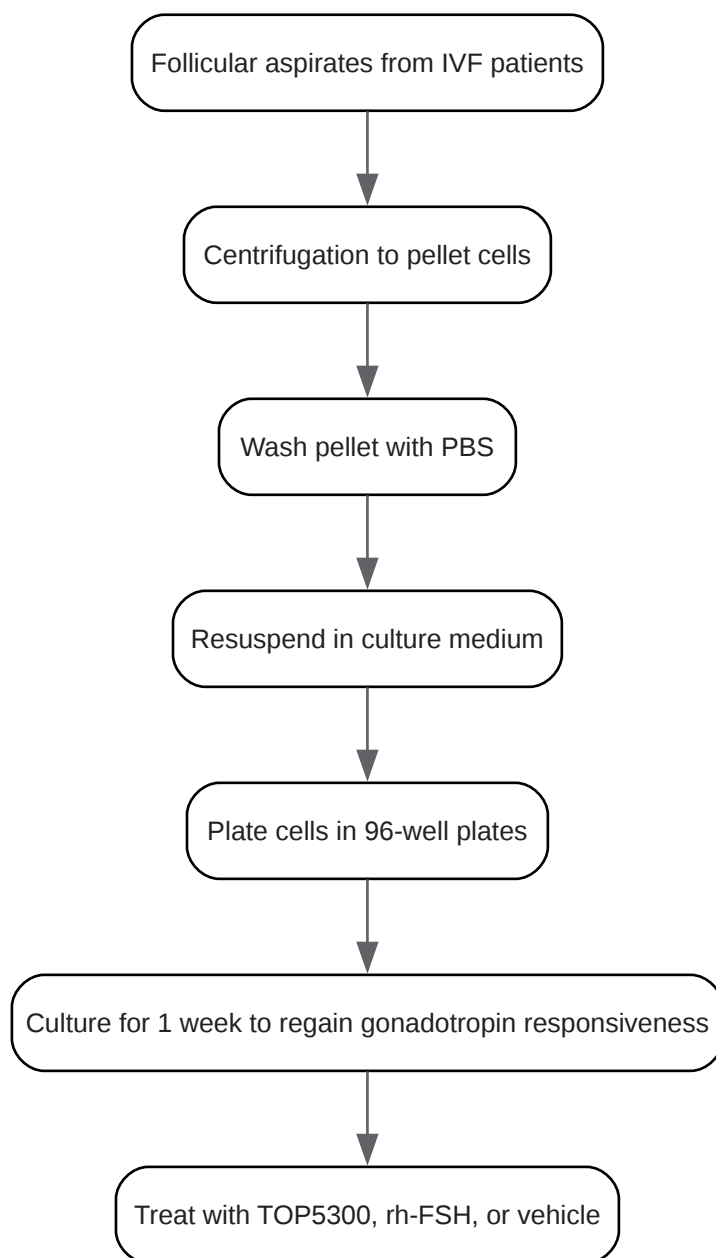 Follicular aspirates from IVF patients
Centrifugation to pellet cells
Wash pellet with PBS
Resuspend in culture medium
Plate cells in 96-well plates
Culture for 1 week to regain gonadotropin responsiveness
Treat with TOP5300, rh-FSH, or vehicle